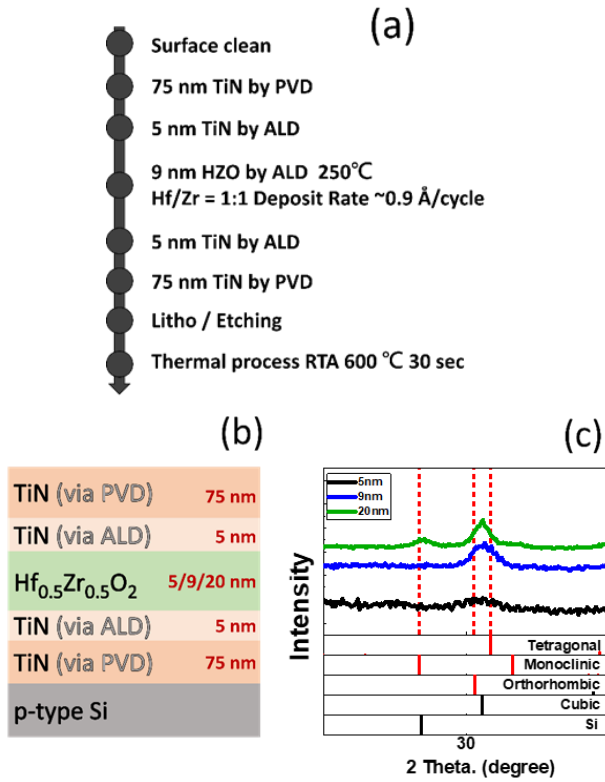 (a)
Surface clean
75 nm TiN by PVD
5 nm TiN by ALD
9 nm HZO by ALD 250℃
Hf/Zr = 1:1 Deposit Rate ~0.9 Å/cycle
5 nm TiN by ALD
75 nm TiN by PVD
Litho / Etching
Thermal process RTA 600 ℃ 30 sec
(b)
TiN (via PVD) 75 nm
TiN (via ALD) 5 nm
Hf0.5Zr0.5O2 5/9/20 nm
TiN (via ALD) 5 nm
TiN (via PVD) 75 nm
p-type Si
(c)
5nm
9nm
20nm
Intensity
Tetragonal
Monoclinic
Orthorhombic
Cubic
Si
30
2 Theta. (degree)